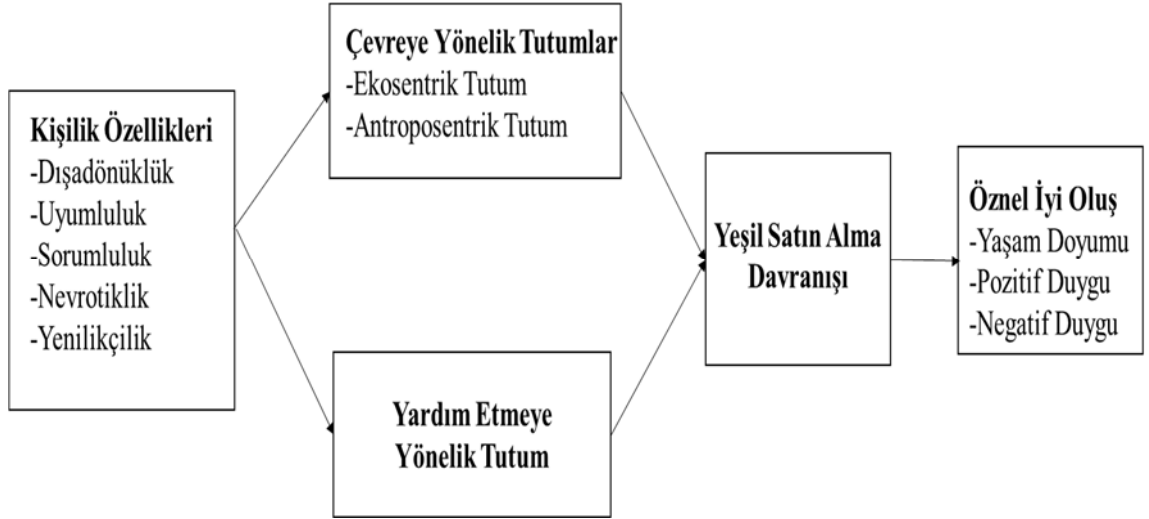 Kişilik Özellikleri
-Dışadönüklük
-Uyumluluk
-Sorumluluk
-Nevrotiklik
-Yenilikçilik
Çevreye Yönelik Tutumlar
-Ekosentrik Tutum
-Antroposentrik Tutum
Yardım Etmeye
Yönelik Tutum
Yeşil Satın Alma
Davranışı
Öznel İyi Oluş
-Yaşam Doyumu
-Pozitif Duygu
-Negatif Duygu